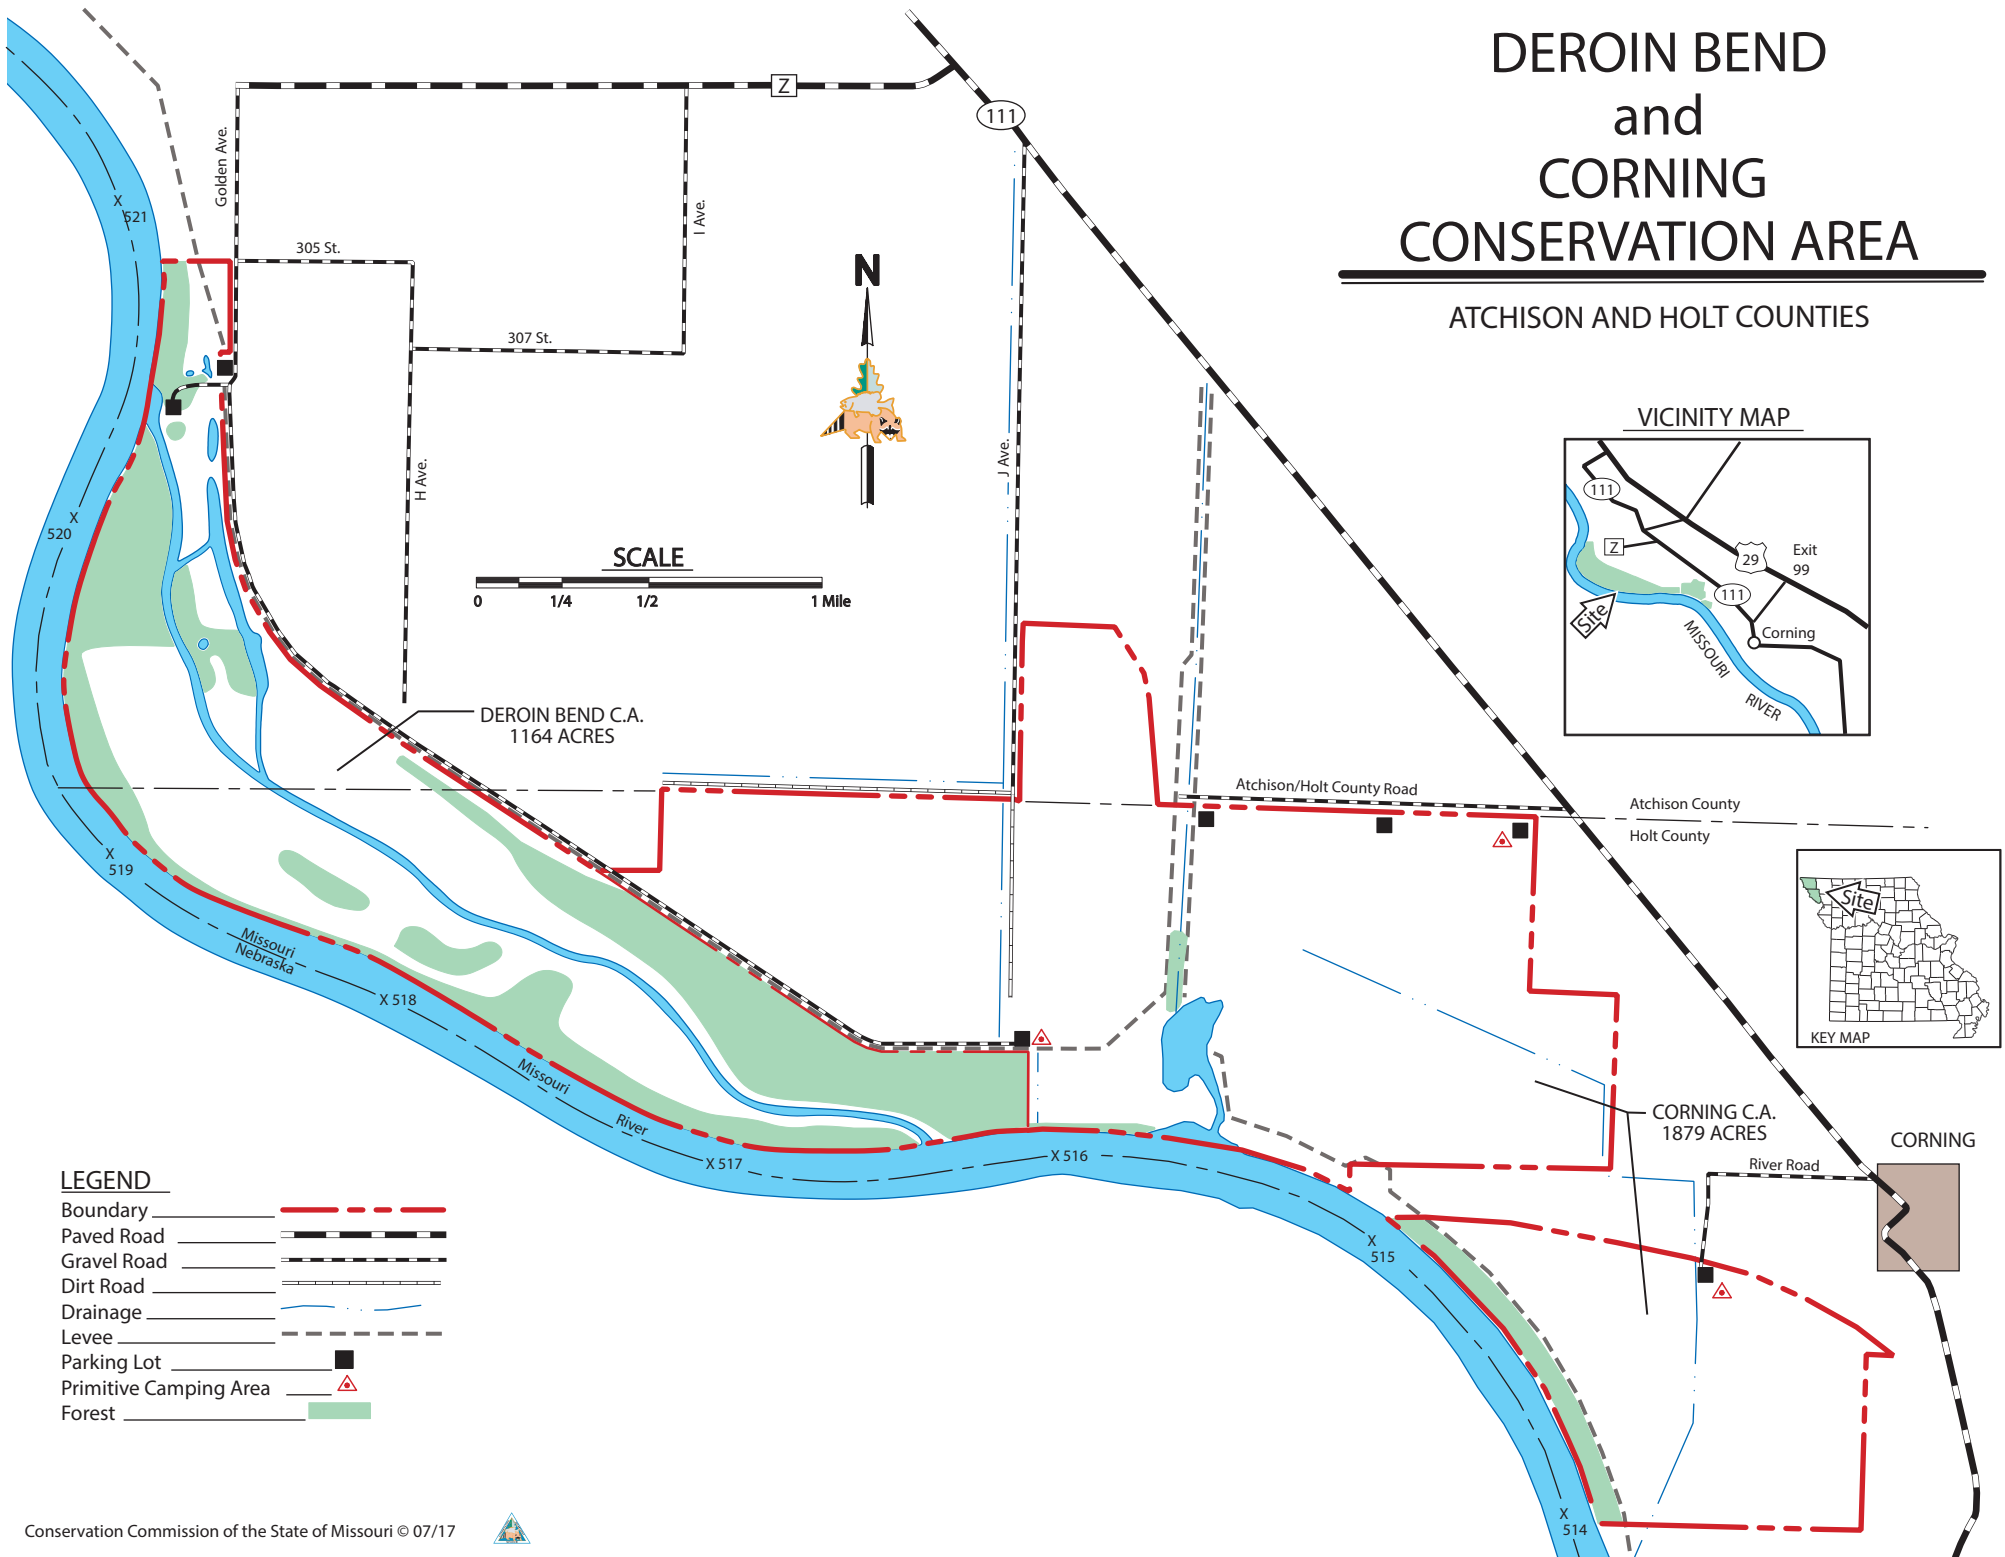 DEROIN BEND
and
CORNING
CONSERVATION AREA
ATCHISON AND HOLT COUNTIES
Z
111
Golden Ave.
I Ave.
305 St.
307 St.
H Ave.
J Ave.
N
X
521
X
520
X
519
X 518
X 517
X 516
X
515
X
514
SCALE
0
1/4
1/2
1 Mile
DEROIN BEND C.A.
1164 ACRES
Atchison/Holt County Road
Atchison County
Holt County
Missouri
Nebraska
Missouri
River
CORNING C.A.
1879 ACRES
River Road
CORNING
VICINITY MAP
111
Z
29
Exit
99
111
Site
Corning
MISSOURI
RIVER
Site
KEY MAP
LEGEND
Boundary
Paved Road
Gravel Road
Dirt Road
Drainage
Levee
Parking Lot
Primitive Camping Area
Forest
Conservation Commission of the State of Missouri © 07/17